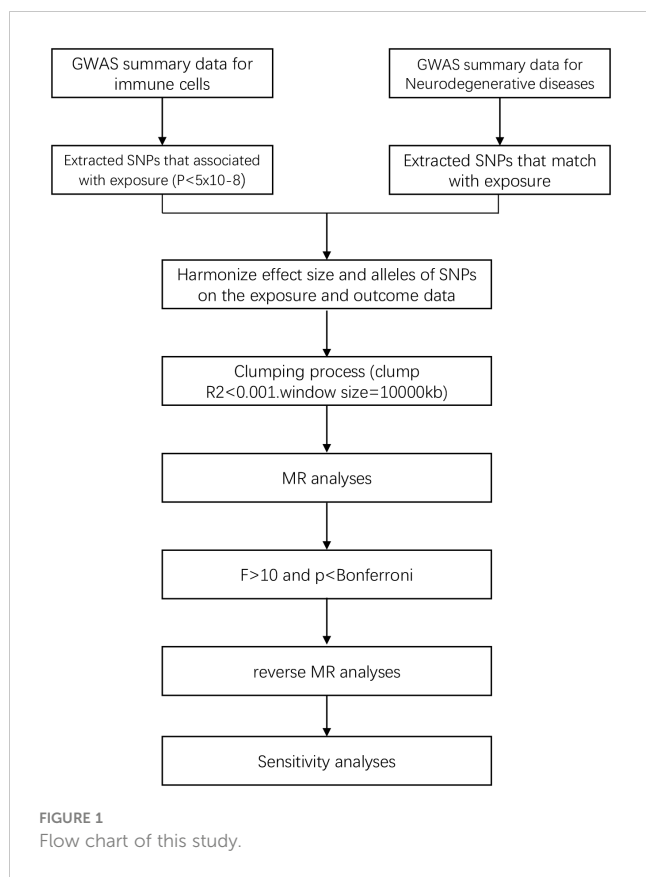 GWAS summary data for
immune cells
GWAS summary data for
Neurodegenerative diseases
Extracted SNPs that associated
with exposure (P<5x10-8)
Extracted SNPs that match
with exposure
Harmonize effect size and alleles of SNPs
on the exposure and outcome data
Clumping process (clump
R2<0.001.window size=10000kb)
MR analyses
F>10 and p<Bonferroni
reverse MR analyses
Sensitivity analyses
FIGURE 1
Flow chart of this study.